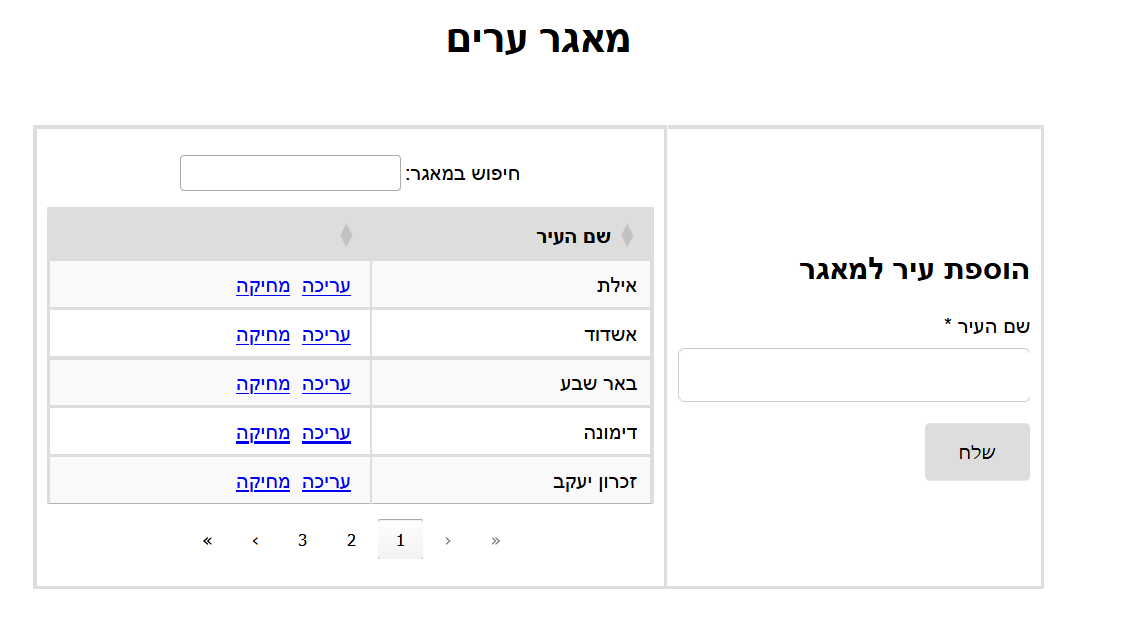 מאגר ערים
הוספת עיר למאגר
שם העיר *
שלח
חיפוש במאגר:
שם העיר
אילת עריכה מחיקה
אשדוד עריכה מחיקה
באר שבע עריכה מחיקה
דימונה עריכה מחיקה
זכרון יעקב עריכה מחיקה
« ‹ 1 2 3 › »